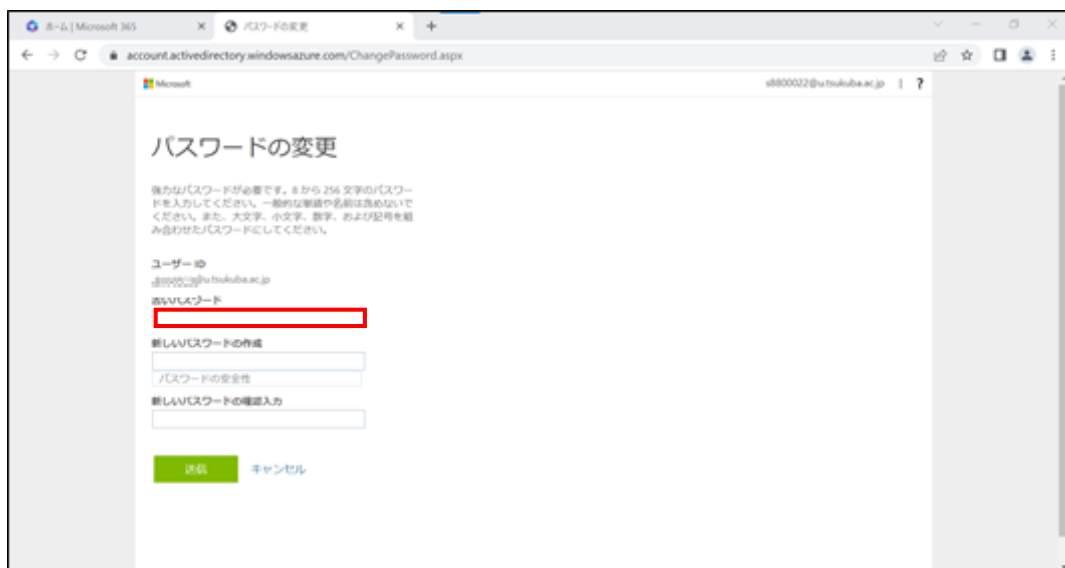 ホーム | Microsoft 365
パスワードの変更
account.activedirectory.windowsazure.com/ChangePassword.aspx
Microsoft
s8800022@u.tsukuba.ac.jp | ?
パスワードの変更
強力なパスワードが必要です。8 から 256 文字のパスワー
ドを入力してください。一般的な単語や名前は含めないで
ください。また、大文字、小文字、数字、および記号を組
み合わせたパスワードにしてください。
ユーザー ID
@u.tsukuba.ac.jp
古いパスワード
新しいパスワードの作成
パスワードの安全性
新しいパスワードの確認入力
送信 キャンセル